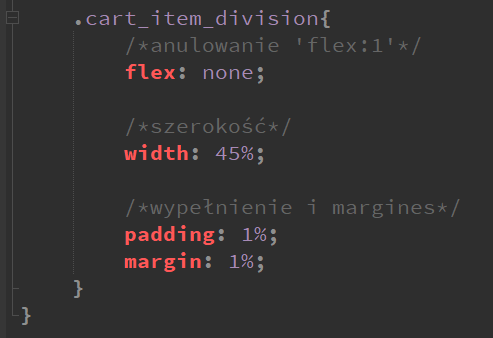 .cart_item_division{
/*anulowanie 'flex:1'*/
flex: none;
/*szerokość*/
width: 45%;
/*wypełnienie i margines*/
padding: 1%;
margin: 1%;
}
}